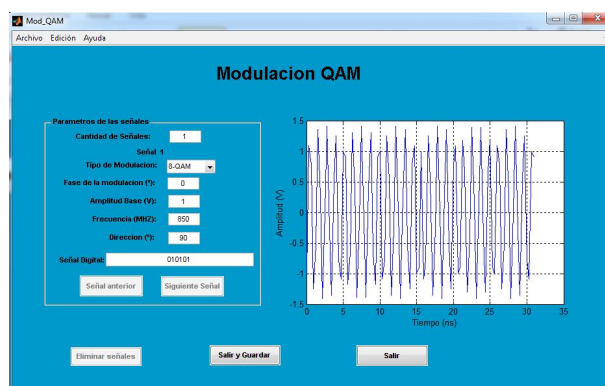 Mod_QAM
Archivo Edición Ayuda
Modulacion QAM
Parametros de las señales
Cantidad de Señales: 1
Señal 1
Tipo de Modulacion: 8-QAM
Fase de la modulacion (º): 0
Amplitud Base (V): 1
Frecuencia (MHZ): 850
Direccion (º): 90
Señal Digital: 010101
Señal anterior Siguiente Señal
Eliminar señales Salir y Guardar Salir
1.5
1
0.5
0
-0.5
-1
-1.5
Amplitud (V)
0 5 10 15 20 25 30 35
Tiempo (ns)